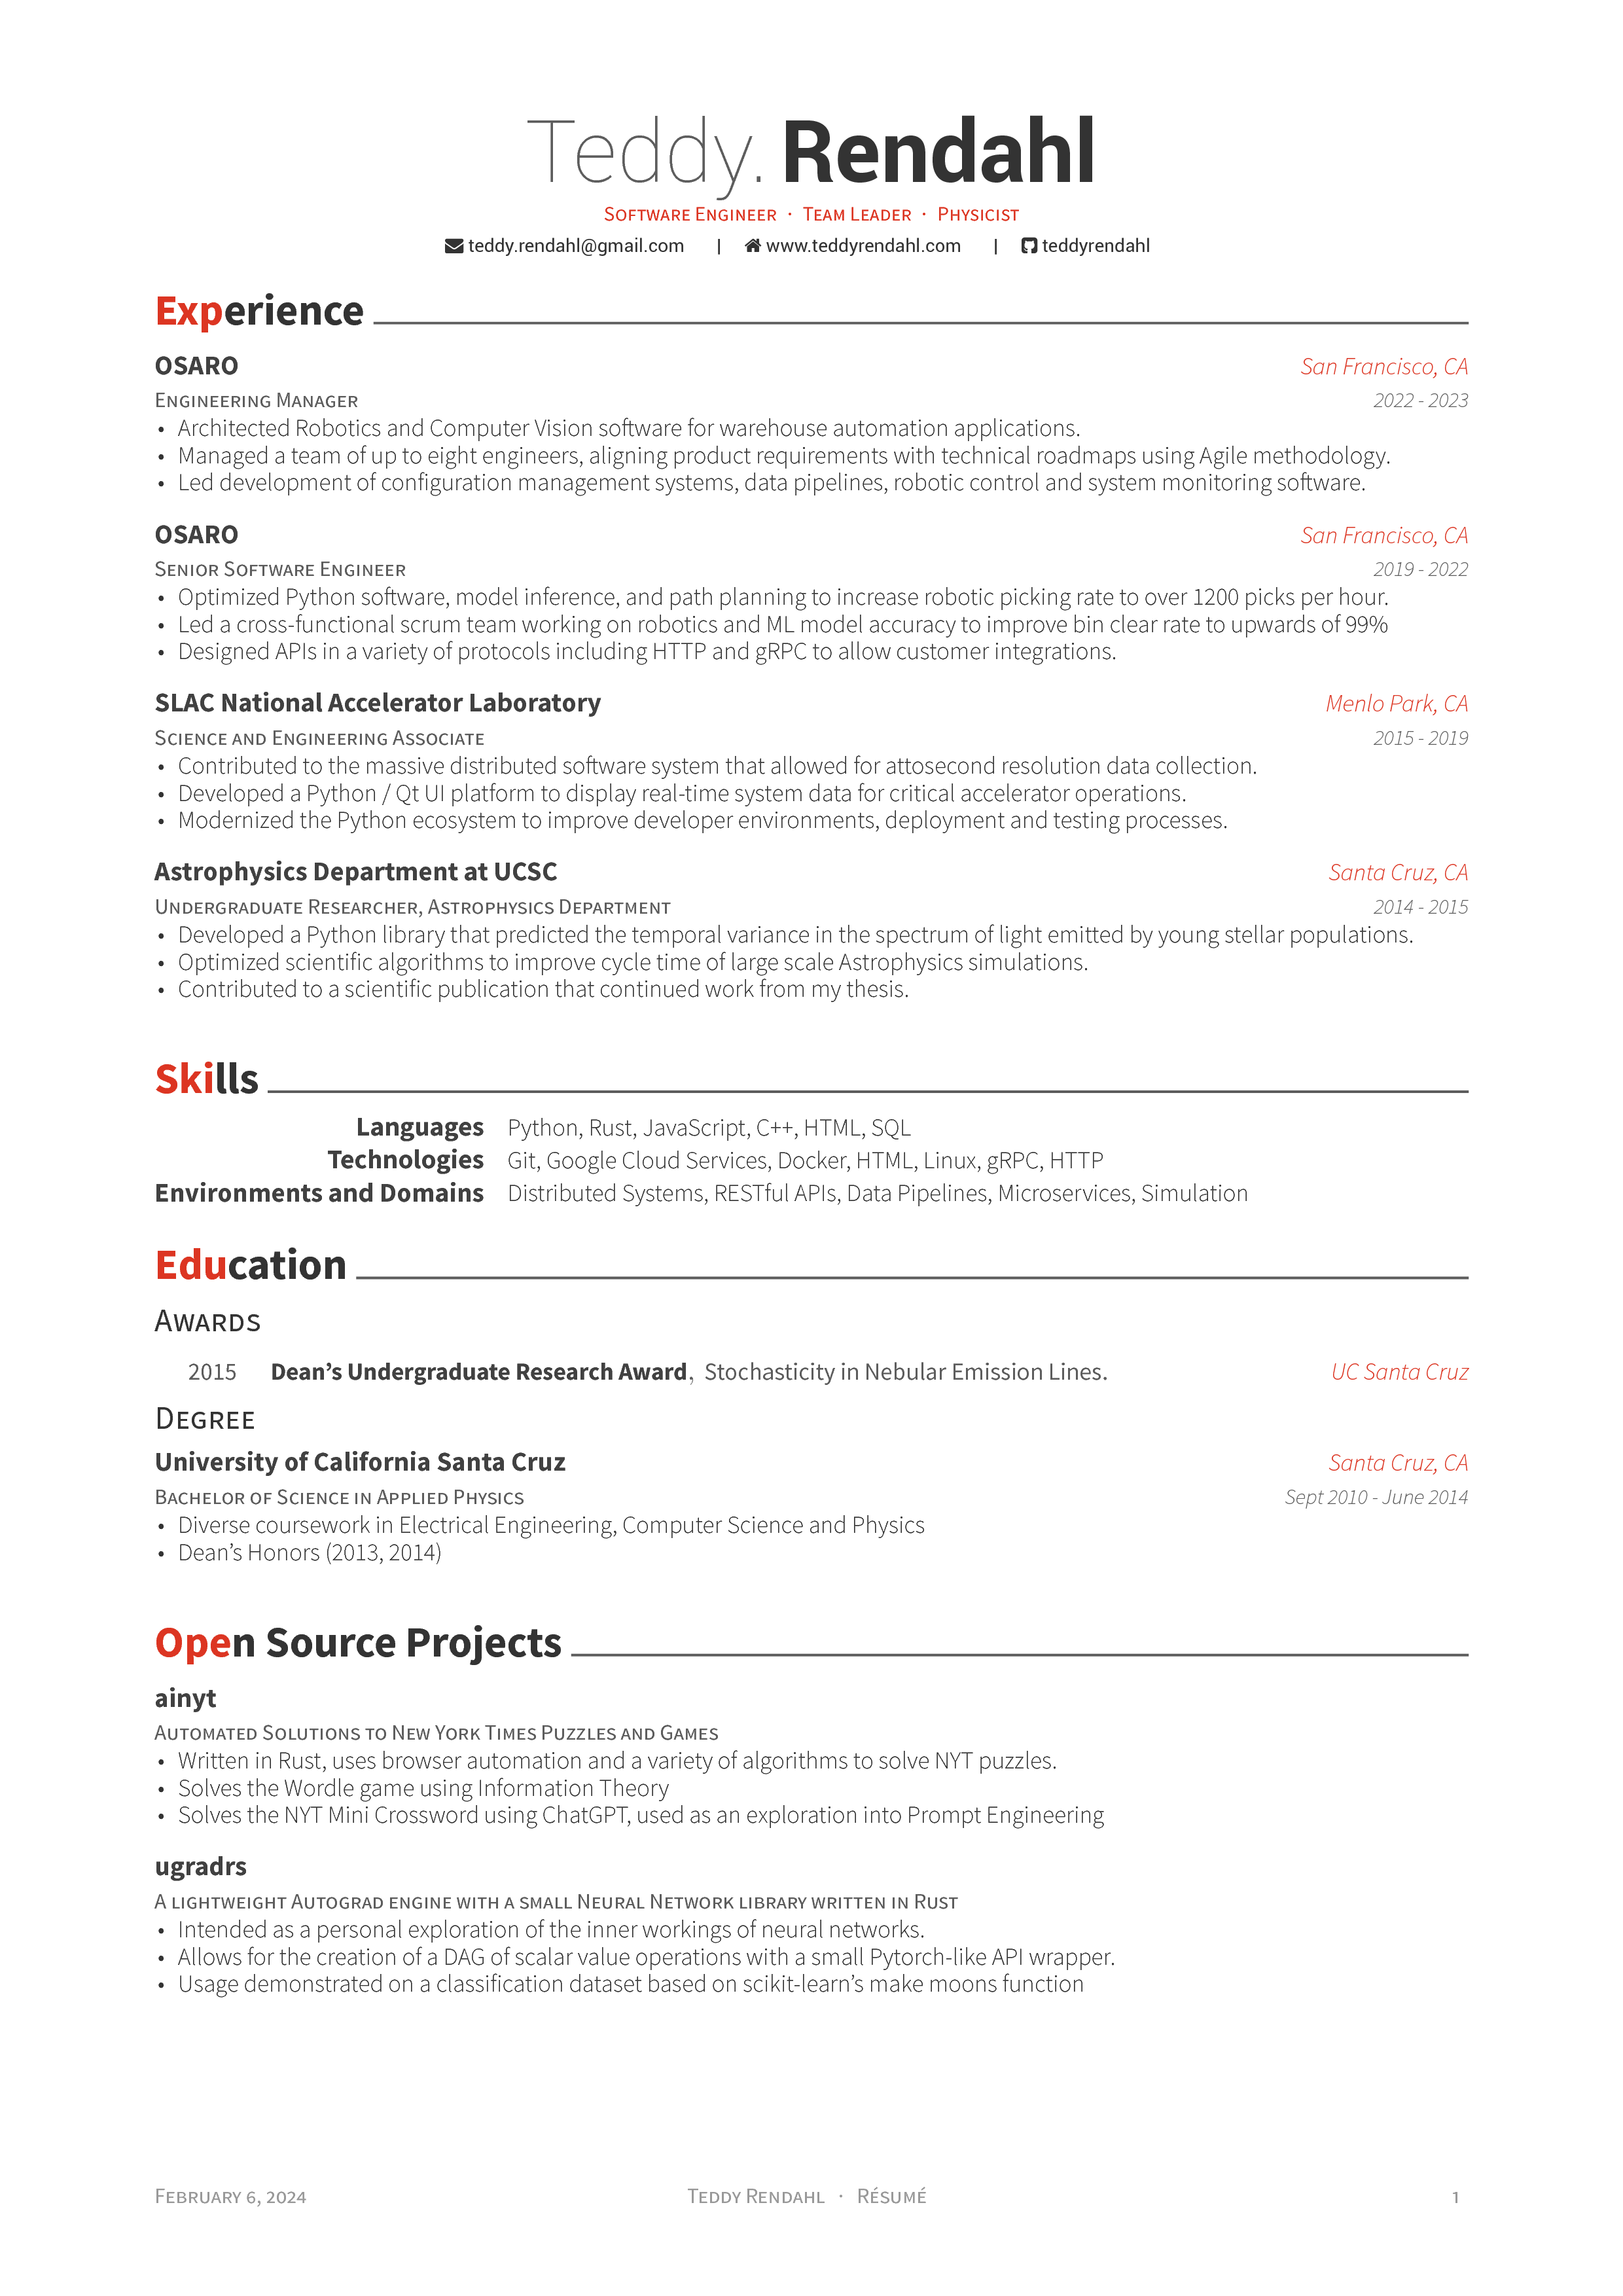 Teddy. Rendahl
Software Engineer · Team Leader · Physicist
teddy.rendahl@gmail.com | www.teddyrendahl.com | teddyrendahl
Experience
OSARO San Francisco, CA
Engineering Manager 2022 - 2023
• Architected Robotics and Computer Vision software for warehouse automation applications.
• Managed a team of up to eight engineers, aligning product requirements with technical roadmaps using Agile methodology.
• Led development of configuration management systems, data pipelines, robotic control and system monitoring software.
OSARO San Francisco, CA
Senior Software Engineer 2019 - 2022
• Optimized Python software, model inference, and path planning to increase robotic picking rate to over 1200 picks per hour.
• Led a cross-functional scrum team working on robotics and ML model accuracy to improve bin clear rate to upwards of 99%
• Designed APIs in a variety of protocols including HTTP and gRPC to allow customer integrations.
SLAC National Accelerator Laboratory Menlo Park, CA
Science and Engineering Associate 2015 - 2019
• Contributed to the massive distributed software system that allowed for attosecond resolution data collection.
• Developed a Python / Qt UI platform to display real-time system data for critical accelerator operations.
• Modernized the Python ecosystem to improve developer environments, deployment and testing processes.
Astrophysics Department at UCSC Santa Cruz, CA
Undergraduate Researcher, Astrophysics Department 2014 - 2015
• Developed a Python library that predicted the temporal variance in the spectrum of light emitted by young stellar populations.
• Optimized scientific algorithms to improve cycle time of large scale Astrophysics simulations.
• Contributed to a scientific publication that continued work from my thesis.
Skills
Languages Python, Rust, JavaScript, C++, HTML, SQL
Technologies Git, Google Cloud Services, Docker, HTML, Linux, gRPC, HTTP
Environments and Domains Distributed Systems, RESTful APIs, Data Pipelines, Microservices, Simulation
Education
Awards
2015 Dean’s Undergraduate Research Award, Stochasticity in Nebular Emission Lines. UC Santa Cruz
Degree
University of California Santa Cruz Santa Cruz, CA
Bachelor of Science in Applied Physics Sept 2010 - June 2014
• Diverse coursework in Electrical Engineering, Computer Science and Physics
• Dean’s Honors (2013, 2014)
Open Source Projects
ainyt
Automated Solutions to New York Times Puzzles and Games
• Written in Rust, uses browser automation and a variety of algorithms to solve NYT puzzles.
• Solves the Wordle game using Information Theory
• Solves the NYT Mini Crossword using ChatGPT, used as an exploration into Prompt Engineering
ugradrs
A lightweight Autograd engine with a small Neural Network library written in Rust
• Intended as a personal exploration of the inner workings of neural networks.
• Allows for the creation of a DAG of scalar value operations with a small Pytorch-like API wrapper.
• Usage demonstrated on a classification dataset based on scikit-learn’s make moons function
February 6, 2024 Teddy Rendahl · Résumé 1